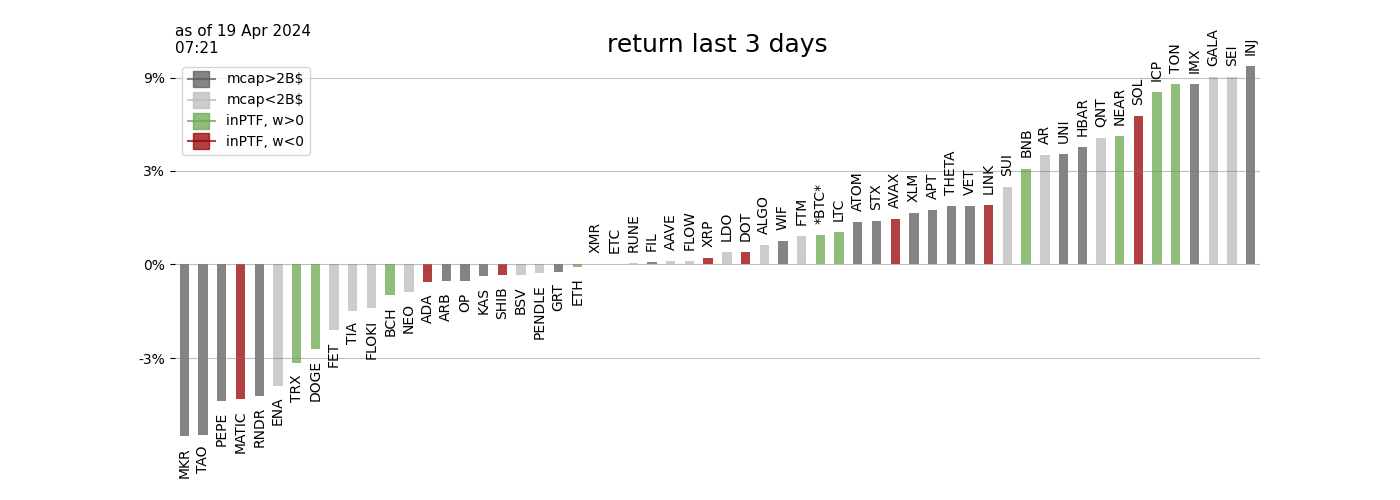 as of 19 Apr 2024
07:21
return last 3 days
mcap>2B$
mcap<2B$
inPTF, w>0
inPTF, w<0
9%
3%
0%
-3%
MKR
TAO
PEPE
MATIC
RNDR
ENA
TRX
DOGE
FET
TIA
FLOKI
BCH
NEO
ADA
ARB
OP
KAS
SHIB
BSV
PENDLE
GRT
ETH
XMR
ETC
RUNE
FIL
AAVE
FLOW
XRP
LDO
DOT
ALGO
WIF
FTM
*BTC*
LTC
ATOM
STX
AVAX
XLM
APT
THETA
VET
LINK
SUI
BNB
AR
UNI
HBAR
QNT
NEAR
SOL
ICP
TON
IMX
GALA
SEI
INJ